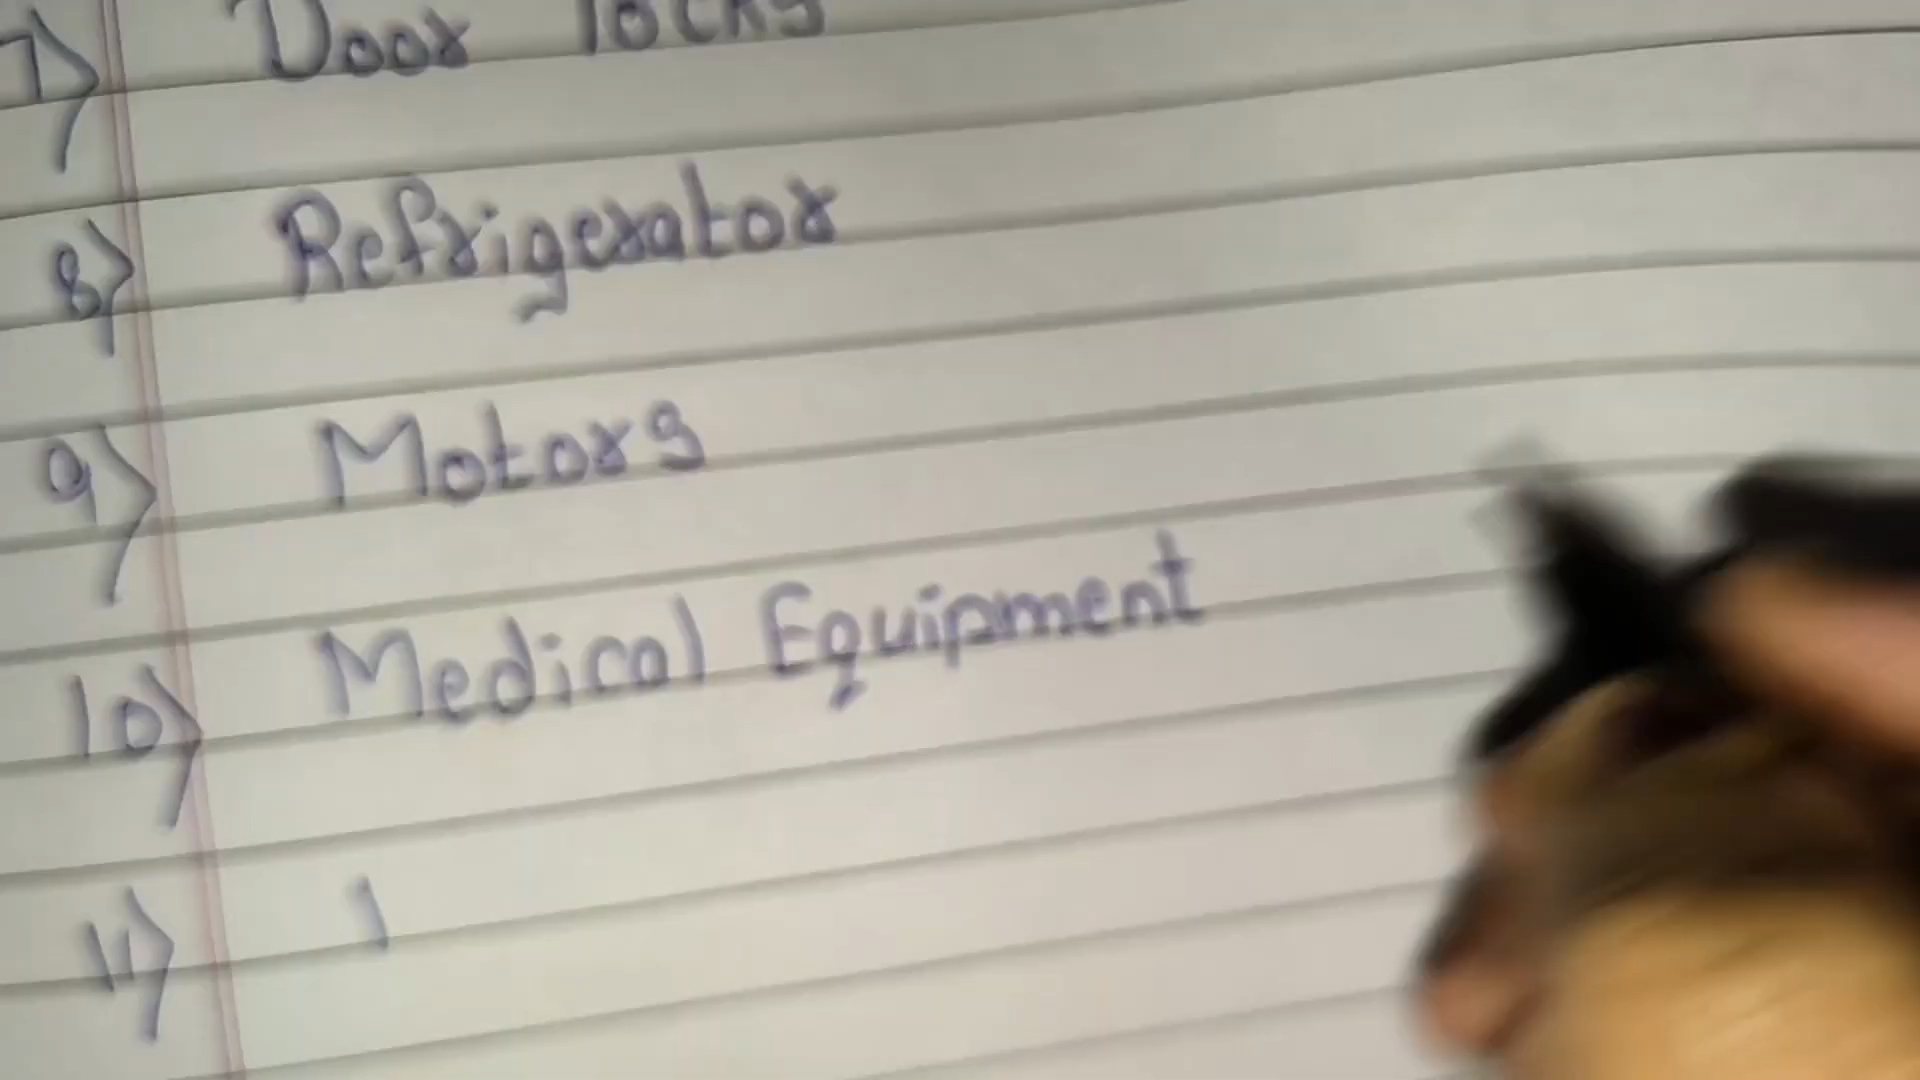 7) Door locks
8) Refrigerator
9) Motors
10) Medical Equipment
11)